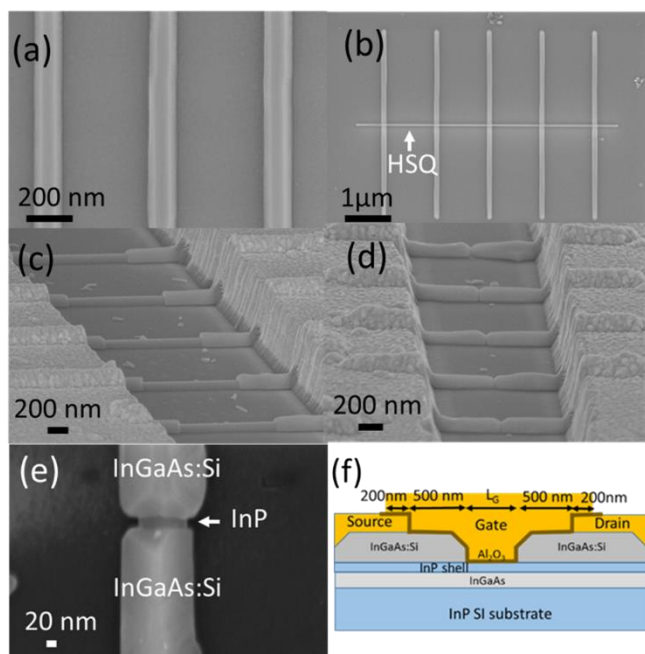 (a)
200 nm
(b)
HSQ
1µm
(c)
200 nm
(d)
200 nm
(e)
InGaAs:Si
InP
InGaAs:Si
20 nm
(f)
200nm 500 nm LG 500 nm 200nm
Source Gate Drain
InGaAs:Si Al2O3 InGaAs:Si
InP shell
InGaAs
InP SI substrate